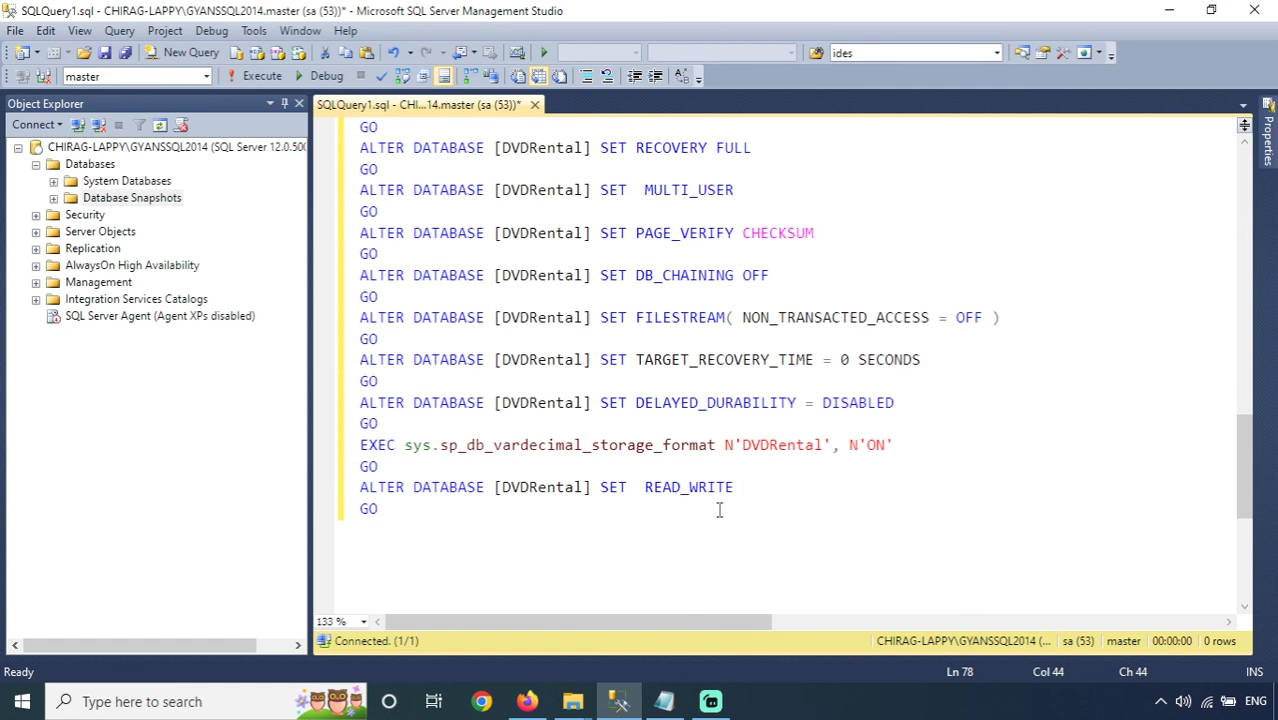 SQLQuery1.sql - CHIRAG-LAPPY\GYANSSQL2014.master (sa (53))* - Microsoft SQL Server Management Studio
File Edit View Query Project Debug Tools Window Help
New Query ides
master Execute Debug
Object Explorer
SQLQuery1.sql - CHI...14.master (sa (53))*
Connect
CHIRAG-LAPPY\GYANSSQL2014 (SQL Server 12.0.500
Databases
System Databases
Database Snapshots
Security
Server Objects
Replication
AlwaysOn High Availability
Management
Integration Services Catalogs
SQL Server Agent (Agent XPs disabled)
GO
ALTER DATABASE [DVDRental] SET RECOVERY FULL
GO
ALTER DATABASE [DVDRental] SET  MULTI_USER
GO
ALTER DATABASE [DVDRental] SET PAGE_VERIFY CHECKSUM
GO
ALTER DATABASE [DVDRental] SET DB_CHAINING OFF
GO
ALTER DATABASE [DVDRental] SET FILESTREAM( NON_TRANSACTED_ACCESS = OFF )
GO
ALTER DATABASE [DVDRental] SET TARGET_RECOVERY_TIME = 0 SECONDS
GO
ALTER DATABASE [DVDRental] SET DELAYED_DURABILITY = DISABLED
GO
EXEC sys.sp_db_vardecimal_storage_format N'DVDRental', N'ON'
GO
ALTER DATABASE [DVDRental] SET  READ_WRITE
GO
Properties
133 %
Connected. (1/1) CHIRAG-LAPPY\GYANSSQL2014 (... sa (53) master 00:00:00 0 rows
Ready Ln 78 Col 44 Ch 44 INS
Type here to search ENG